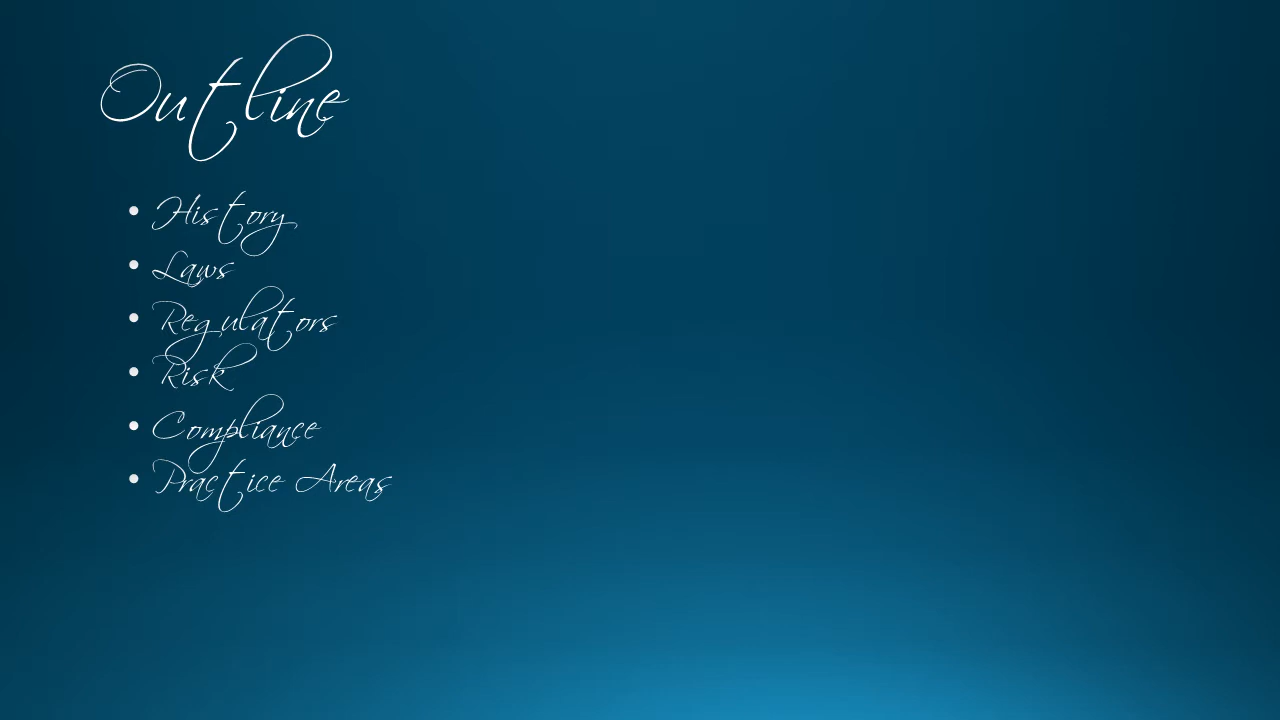 Outline
• History
• Laws
• Regulators
• Risk
• Compliance
• Practice Areas